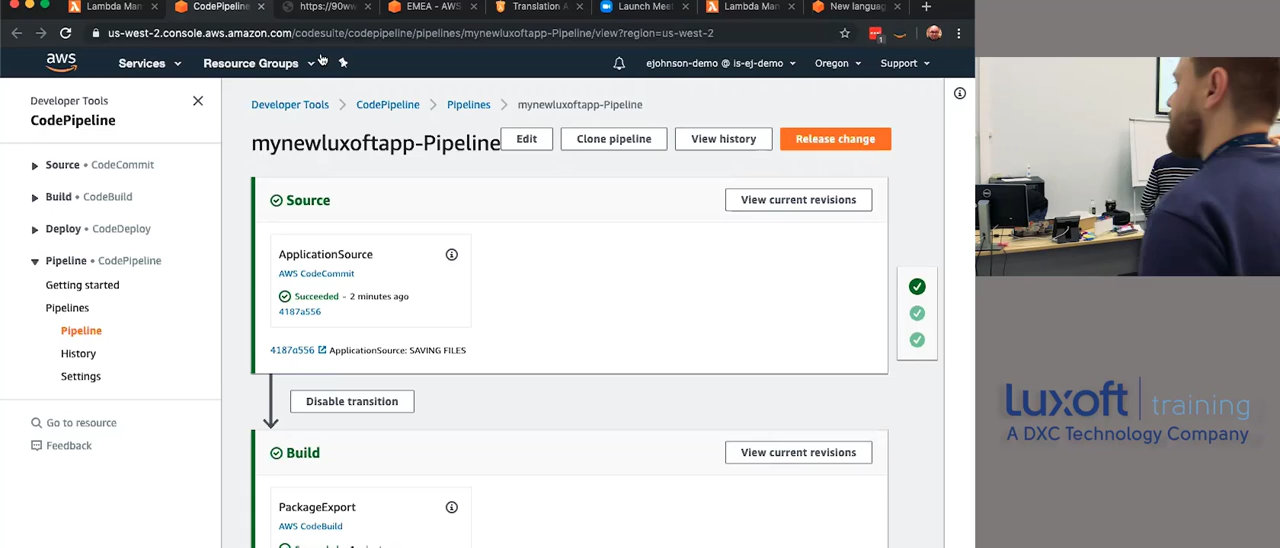 Lambda Man
CodePipeline
https://90ww
EMEA - AWS
Translation A
Launch Meet
Lambda Man
New languag
us-west-2.console.aws.amazon.com/codesuite/codepipeline/pipelines/mynewluxoftapp-Pipeline/view?region=us-west-2
1
aws
Services
Resource Groups
ejohnson-demo @ is-ej-demo
Oregon
Support
Developer Tools
CodePipeline
Source • CodeCommit
Build • CodeBuild
Deploy • CodeDeploy
Pipeline • CodePipeline
Getting started
Pipelines
Pipeline
History
Settings
Go to resource
Feedback
Developer Tools
CodePipeline
Pipelines
mynewluxoftapp-Pipeline
mynewluxoftapp-Pipeline
Edit
Clone pipeline
View history
Release change
Source
View current revisions
ApplicationSource
AWS CodeCommit
Succeeded - 2 minutes ago
4187a556
4187a556 ApplicationSource: SAVING FILES
Disable transition
Build
View current revisions
PackageExport
AWS CodeBuild
luxoft training
A DXC Technology Company